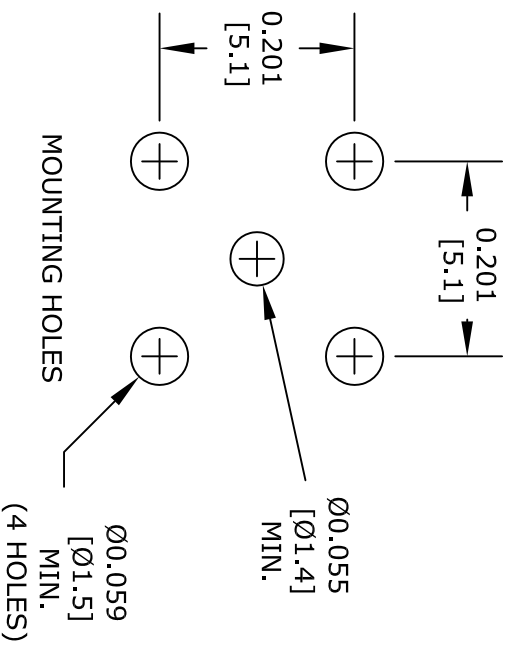 0.201
[5.1]
0.201
[5.1]
Ø0.055
[Ø1.4]
MIN.
Ø0.059
[Ø1.5]
MIN.
(4 HOLES)
MOUNTING HOLES